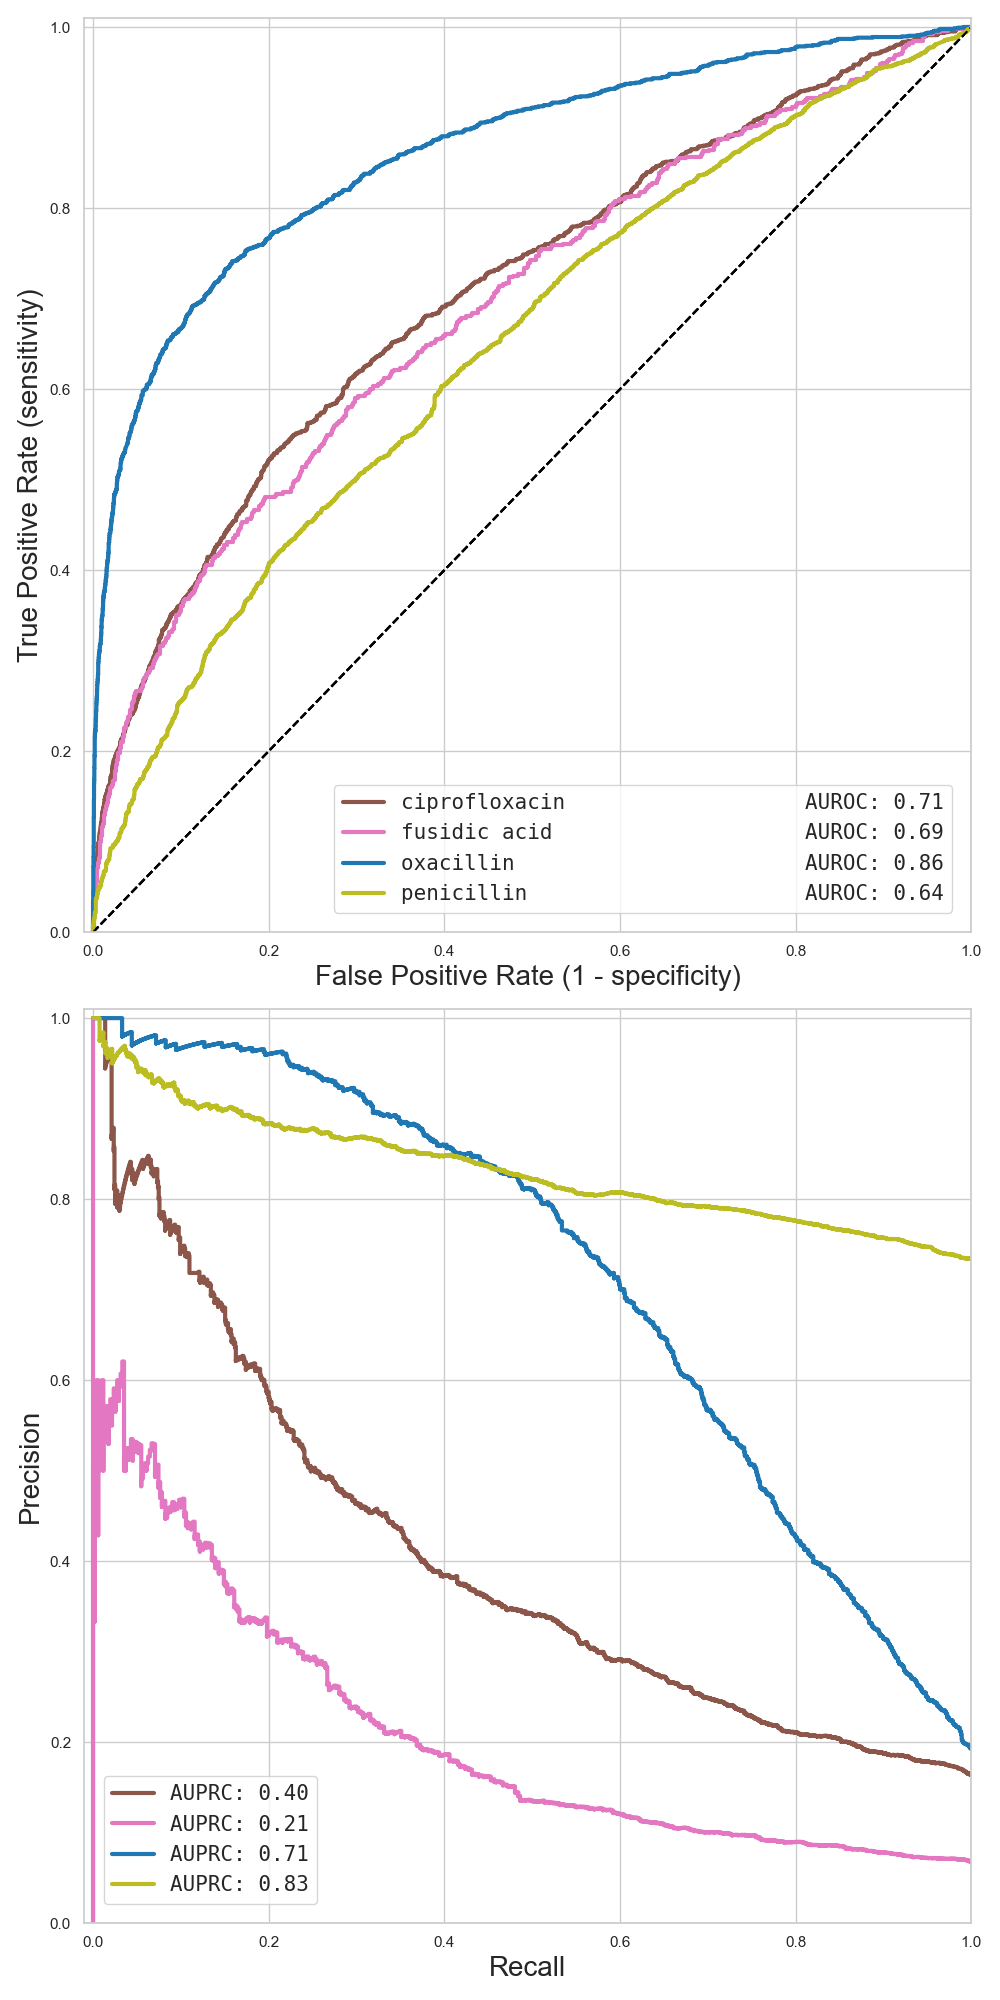 1.0
0.8
0.6
0.4
0.2
0.0
True Positive Rate (sensitivity)
ciprofloxacin AUROC: 0.71
fusidic acid AUROC: 0.69
oxacillin AUROC: 0.86
penicillin AUROC: 0.64
0.0 0.2 0.4 0.6 0.8 1.0
False Positive Rate (1 - specificity)
1.0
0.8
0.6
0.4
0.2
0.0
Precision
AUPRC: 0.40
AUPRC: 0.21
AUPRC: 0.71
AUPRC: 0.83
0.0 0.2 0.4 0.6 0.8 1.0
Recall